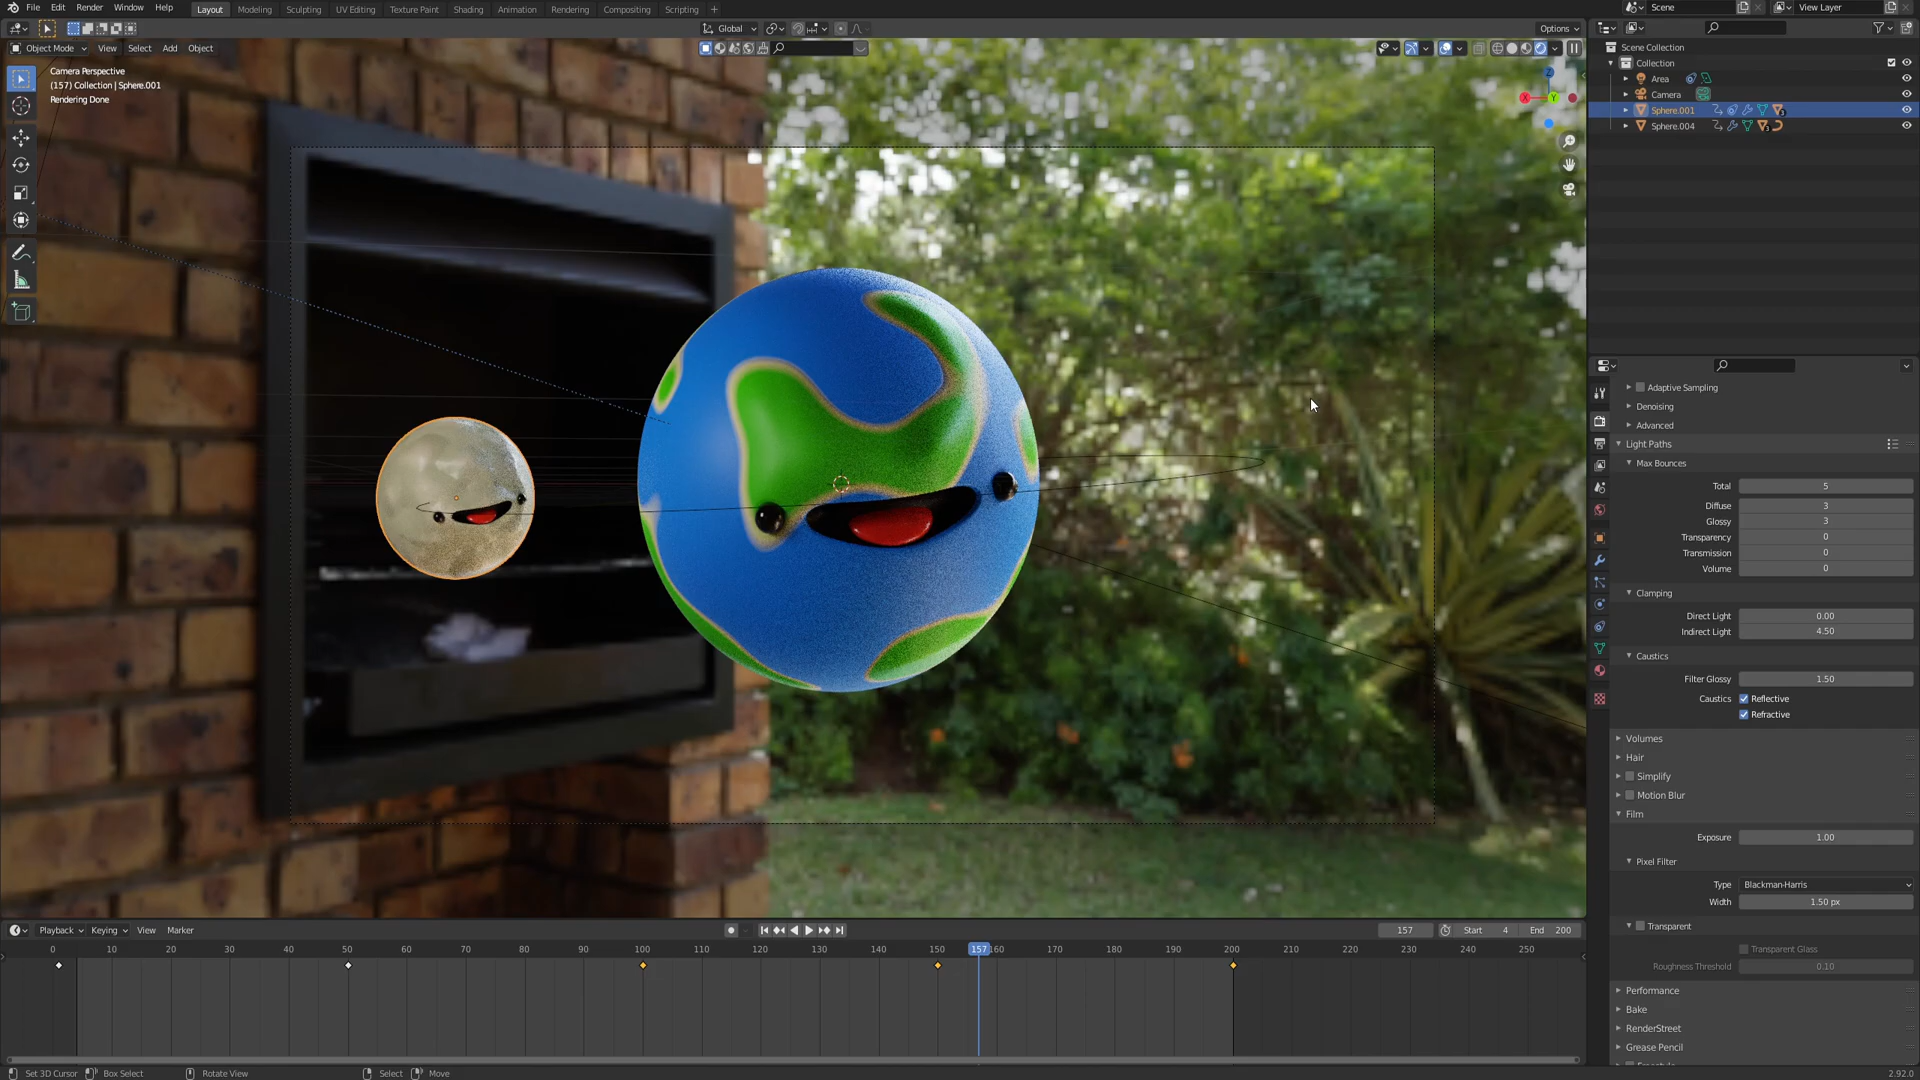 File Edit Render Window Help Layout Modeling Sculpting UV Editing Texture Paint Shading Animation Rendering Compositing Scripting + Scene View Layer
Global Options
Object Mode View Select Add Object
Camera Perspective
(157) Collection | Sphere.001
Rendering Done
Z
X
Y
Scene Collection
Collection
Area
Camera
Sphere.001
Sphere.004
Adaptive Sampling
Denoising
Advanced
Light Paths
Max Bounces
Total 5
Diffuse 3
Glossy 3
Transparency 0
Transmission 0
Volume 0
Clamping
Direct Light 0.00
Indirect Light 4.50
Caustics
Filter Glossy 1.50
Caustics Reflective
Refractive
Volumes
Hair
Simplify
Motion Blur
Film
Exposure 1.00
Pixel Filter
Type Blackman-Harris
Width 1.50 px
Transparent
Transparent Glass
Roughness Threshold 0.10
Performance
Bake
RenderStreet
Grease Pencil
Playback Keying View Marker 157 Start 4 End 200
0 10 20 30 40 50 60 70 80 90 100 110 120 130 140 150 157 160 170 180 190 200 210 220 230 240 250
Set 3D Cursor Box Select Rotate View Select Move 2.92.0